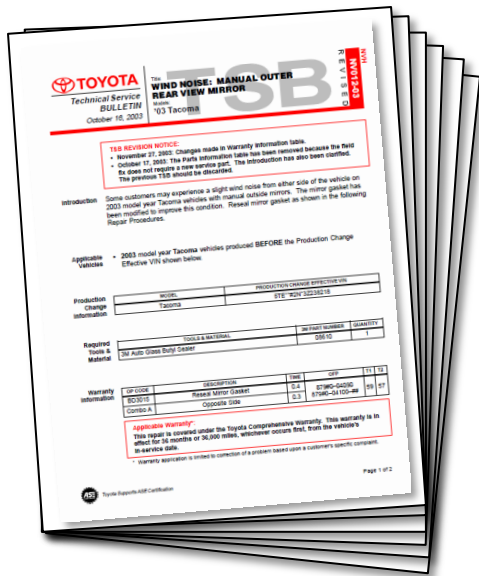 TOYOTA
Technical Service
BULLETIN
October 16, 2003
TSB
Title:
WIND NOISE: MANUAL OUTER
REAR VIEW MIRROR
Models:
'03 Tacoma
NVH
NV012-03
REVISED
TSB REVISION NOTICE:
• November 27, 2003: Changes made in Warranty Information table.
• October 17, 2003: The Parts Information table has been removed because the field
fix does not require a new service part. The introduction has also been clarified.
The previous TSB should be discarded.
Introduction
Some customers may experience a slight wind noise from either side of the vehicle on
2003 model year Tacoma vehicles with manual outside mirrors. The mirror gasket has
been modified to improve this condition. Reseal mirror gasket as shown in the following
Repair Procedures.
Applicable
Vehicles
• 2003 model year Tacoma vehicles produced BEFORE the Production Change
Effective VIN shown below.
Production
Change
Information
MODEL PRODUCTION CHANGE EFFECTIVE VIN
Tacoma
Required
Tools &
Material
TOOLS & MATERIAL 3M PART NUMBER QUANTITY
3M Auto Glass Butyl Sealer 08610 1
Warranty
Information
OP CODE DESCRIPTION TIME OFP T1 T2
BD3015 Reseal Mirror Gasket 0.4 879#0-04090 59 57
Combo A Opposite Side 0.3 879#0-04100-##
Applicable Warranty*:
This repair is covered under the Toyota Comprehensive Warranty. This warranty is in
effect for 36 months or 36,000 miles, whichever occurs first, from the vehicle's
in-service date.
* Warranty application is limited to correction of a problem based upon a customer's specific complaint.
Page 1 of 2
ASE
Toyota Supports ASE Certification